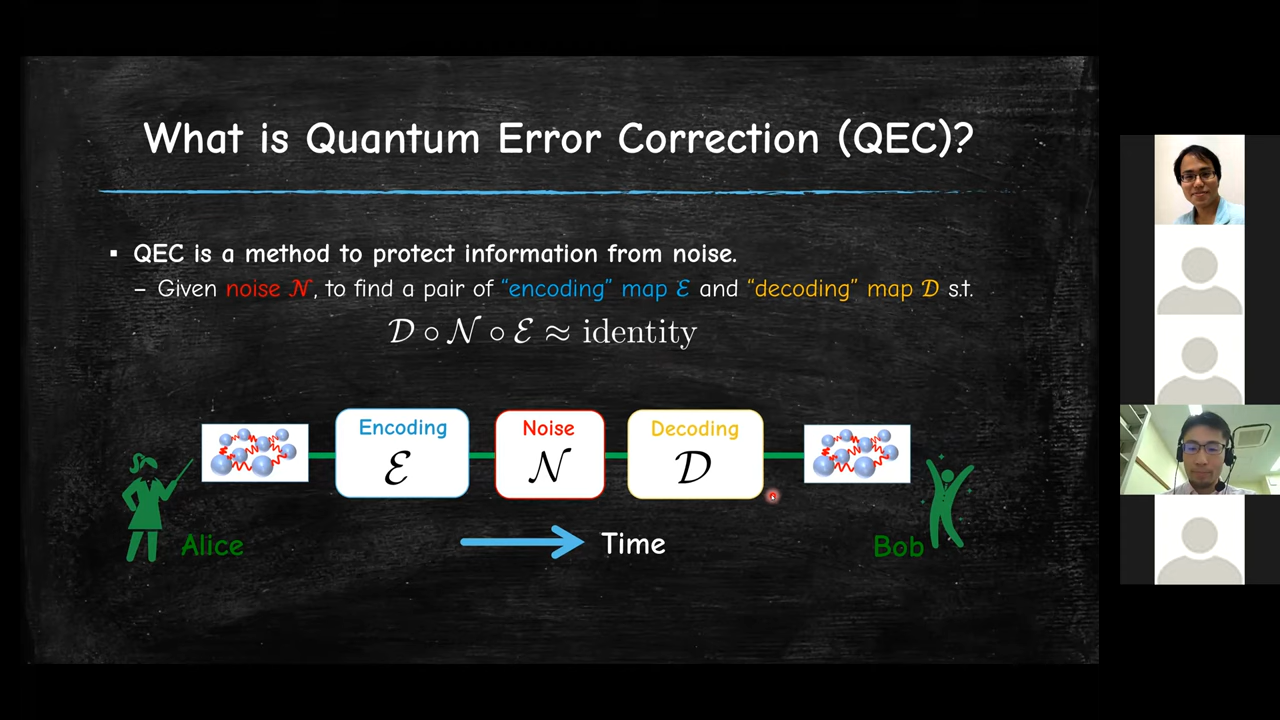 What is Quantum Error Correction (QEC)?
▪ QEC is a method to protect information from noise.
– Given noise 𝒩, to find a pair of “encoding” map ℰ and “decoding” map 𝒟 s.t.
𝒟 ∘ 𝒩 ∘ ℰ ≈ identity
Encoding
Noise
Decoding
ℰ
𝒩
𝒟
Alice
Time
Bob